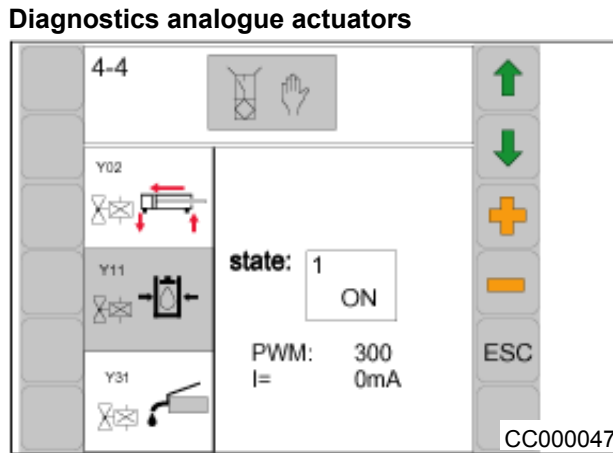 Diagnostics analogue actuators
4-4
Y02
Y11
Y31
state: 1
ON
PWM: 300
I= 0mA
ESC
CC000047